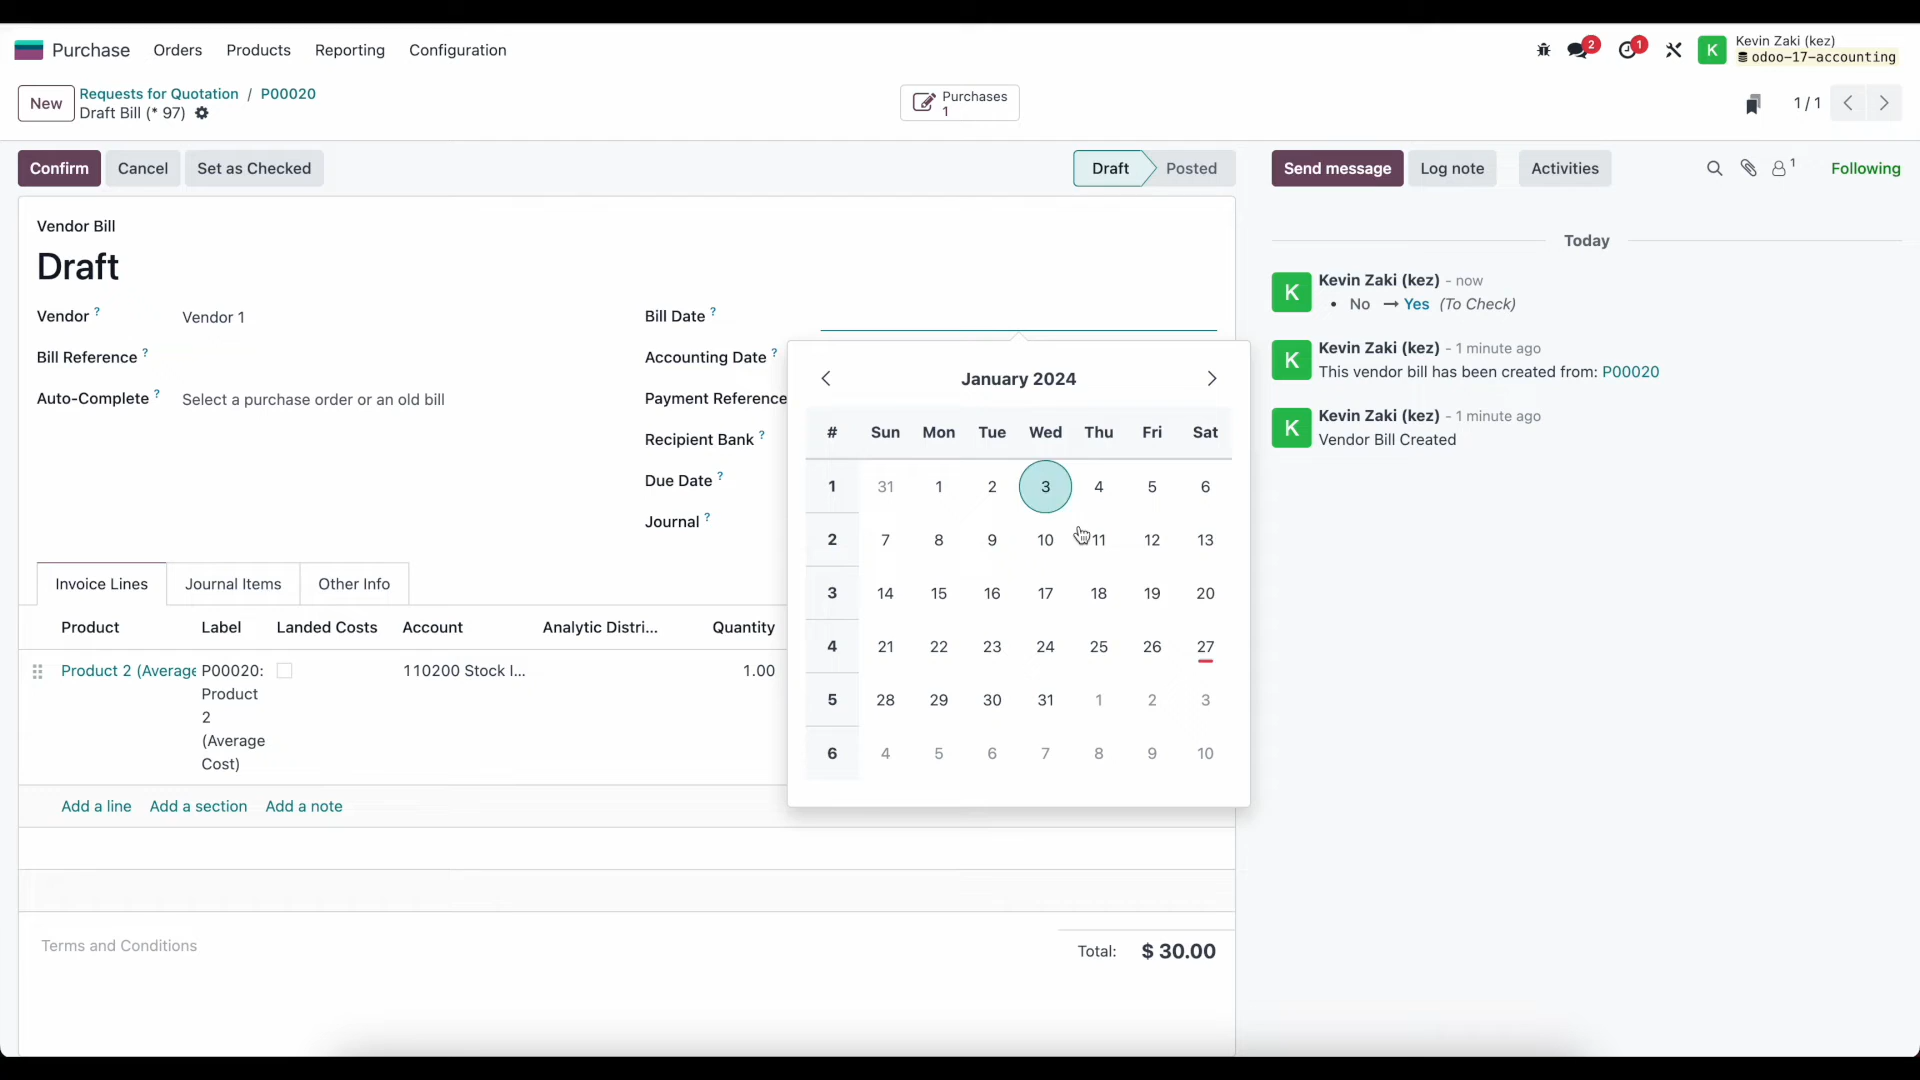 Purchase Orders Products Reporting Configuration 2 1 K Kevin Zaki (kez)
odoo-17-accounting
New Requests for Quotation / P00020
Draft Bill (* 97)
Purchases
1
1 / 1
Confirm Cancel Set as Checked Draft Posted Send message Log note Activities 1 Following
Vendor Bill
Draft
Vendor ? Vendor 1
Bill Reference ?
Auto-Complete ? Select a purchase order or an old bill
Bill Date ?
Accounting Date ?
Payment Reference
Recipient Bank ?
Due Date ?
Journal ?
January 2024
# Sun Mon Tue Wed Thu Fri Sat
1 31 1 2 3 4 5 6
2 7 8 9 10 11 12 13
3 14 15 16 17 18 19 20
4 21 22 23 24 25 26 27
5 28 29 30 31 1 2 3
6 4 5 6 7 8 9 10
Invoice Lines Journal Items Other Info
Product Label Landed Costs Account Analytic Distri... Quantity
Product 2 (Average P00020: 110200 Stock I... 1.00
Product
2
(Average
Cost)
Add a line Add a section Add a note
Terms and Conditions
Total: $ 30.00
Today
K Kevin Zaki (kez) - now
• No → Yes (To Check)
K Kevin Zaki (kez) - 1 minute ago
This vendor bill has been created from: P00020
K Kevin Zaki (kez) - 1 minute ago
Vendor Bill Created